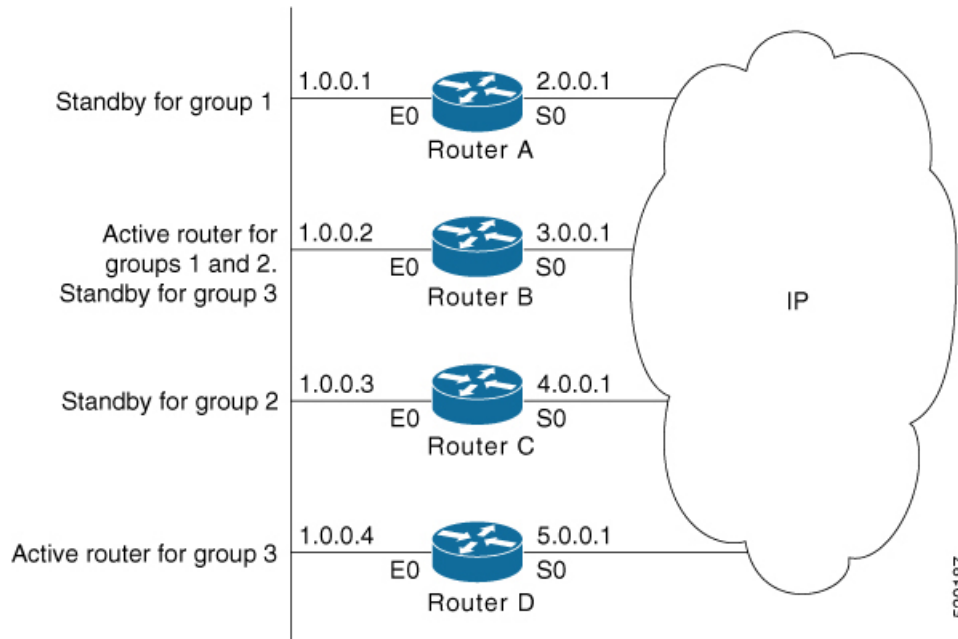 1.0.0.1
2.0.0.1
Standby for group 1
E0
S0
Router A
Active router for
groups 1 and 2.
Standby for group 3
1.0.0.2
3.0.0.1
E0
S0
Router B
IP
1.0.0.3
4.0.0.1
Standby for group 2
E0
S0
Router C
1.0.0.4
5.0.0.1
Active router for group 3
E0
S0
Router D